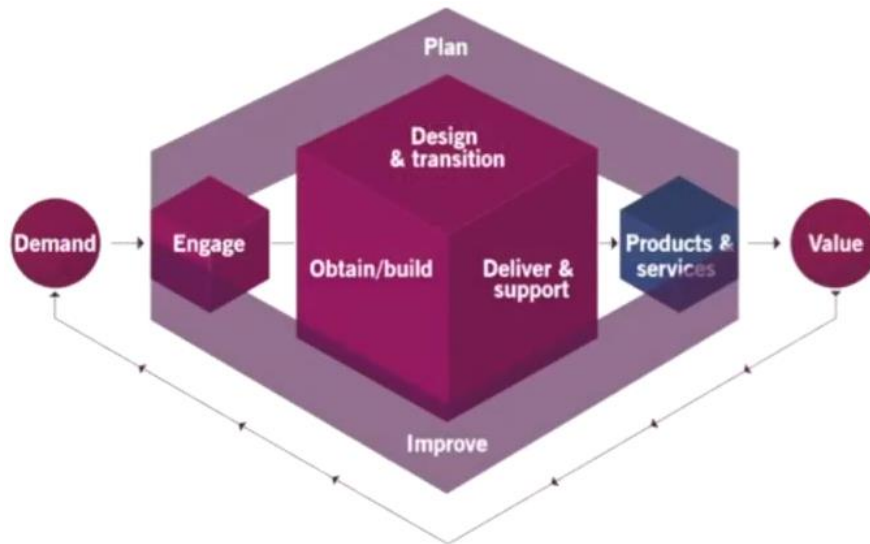 Plan
Design
& transition
Demand
Engage
Obtain/build
Deliver &
support
Products &
services
Value
Improve